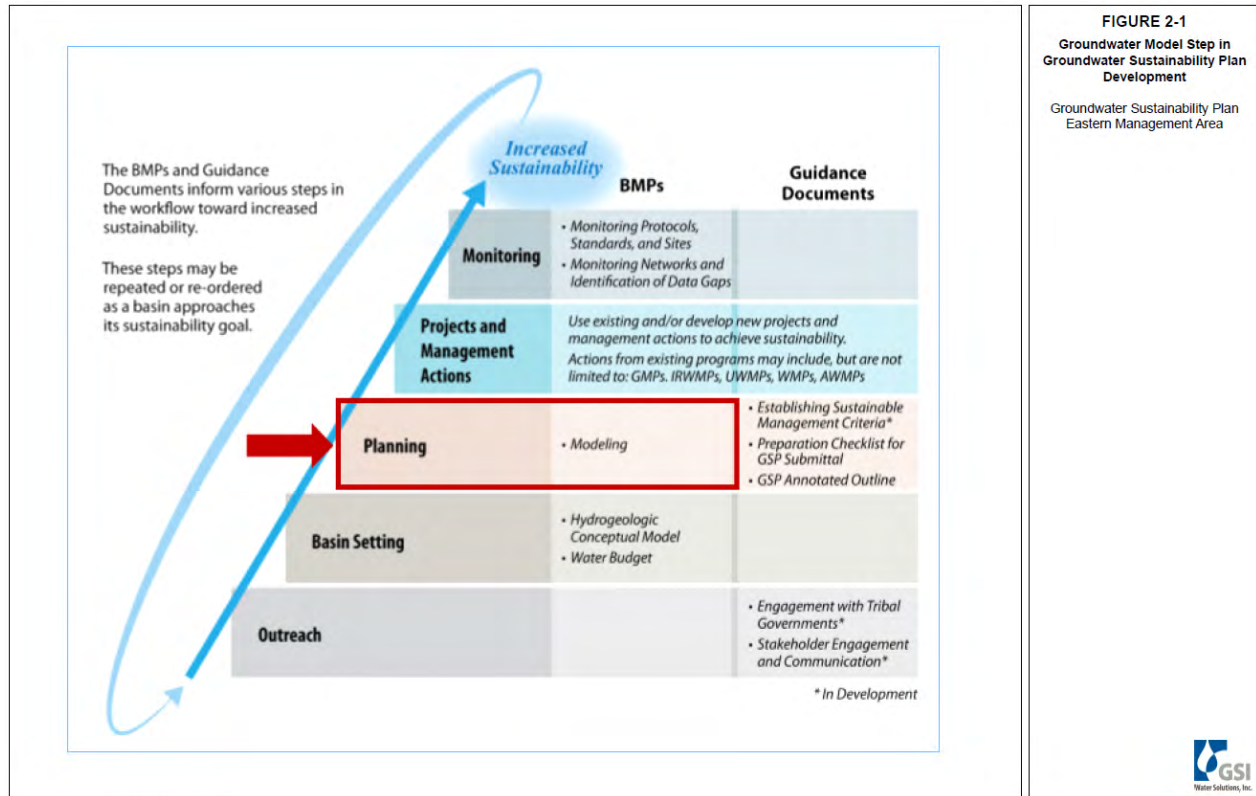 The BMPs and Guidance
Documents inform various steps in
the workflow toward increased
sustainability.
These steps may be
repeated or re-ordered
as a basin approaches
its sustainability goal.
Increased
Sustainability
BMPs
Guidance
Documents
Monitoring
• Monitoring Protocols,
Standards, and Sites
• Monitoring Networks and
Identification of Data Gaps
Projects and
Management
Actions
Use existing and/or develop new projects and
management actions to achieve sustainability.
Actions from existing programs may include, but are not
limited to: GMPs. IRWMPs, UWMPs, WMPs, AWMPs
Planning
• Modeling
• Establishing Sustainable
Management Criteria*
• Preparation Checklist for
GSP Submittal
• GSP Annotated Outline
Basin Setting
• Hydrogeologic
Conceptual Model
• Water Budget
Outreach
• Engagement with Tribal
Governments*
• Stakeholder Engagement
and Communication*
* In Development
FIGURE 2-1
Groundwater Model Step in
Groundwater Sustainability Plan
Development
Groundwater Sustainability Plan
Eastern Management Area
GSI
Water Solutions, Inc.